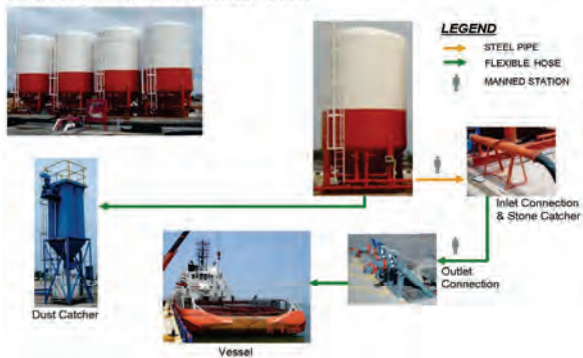 LEGEND
STEEL PIPE
FLEXIBLE HOSE
MANNED STATION
Inlet Connection
& Stone Catcher
Outlet
Connection
Dust Catcher
Vessel